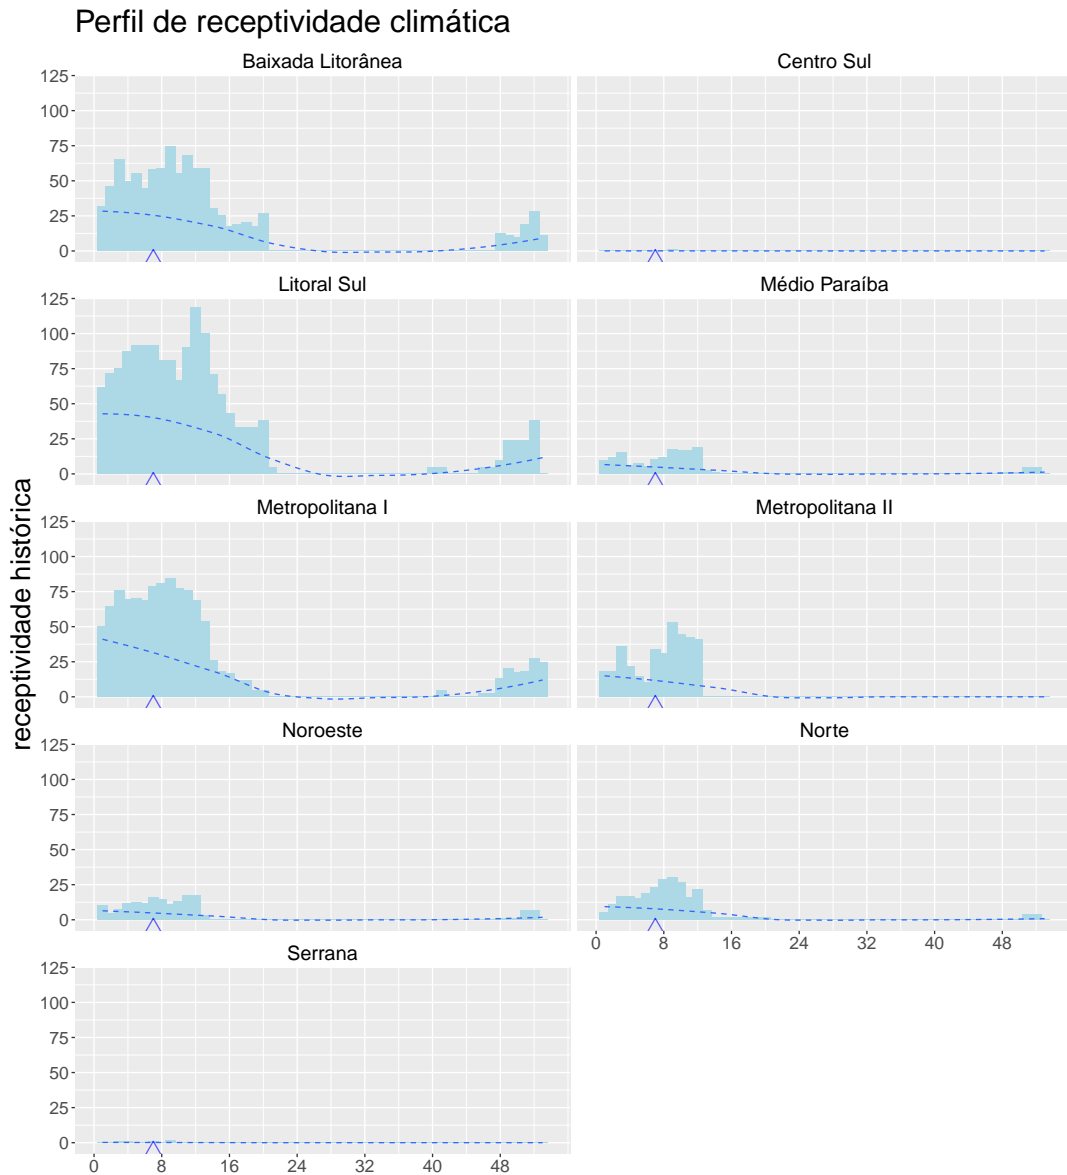 Perfil de receptividade climática
Baixada Litorânea
Centro Sul
125
100
75
50
25
0
Litoral Sul
Médio Paraíba
125
100
75
50
25
0
receptividade histórica
Metropolitana I
Metropolitana II
125
100
75
50
25
0
Noroeste
Norte
125
100
75
50
25
0
0 8 16 24 32 40 48
Serrana
125
100
75
50
25
0
0 8 16 24 32 40 48